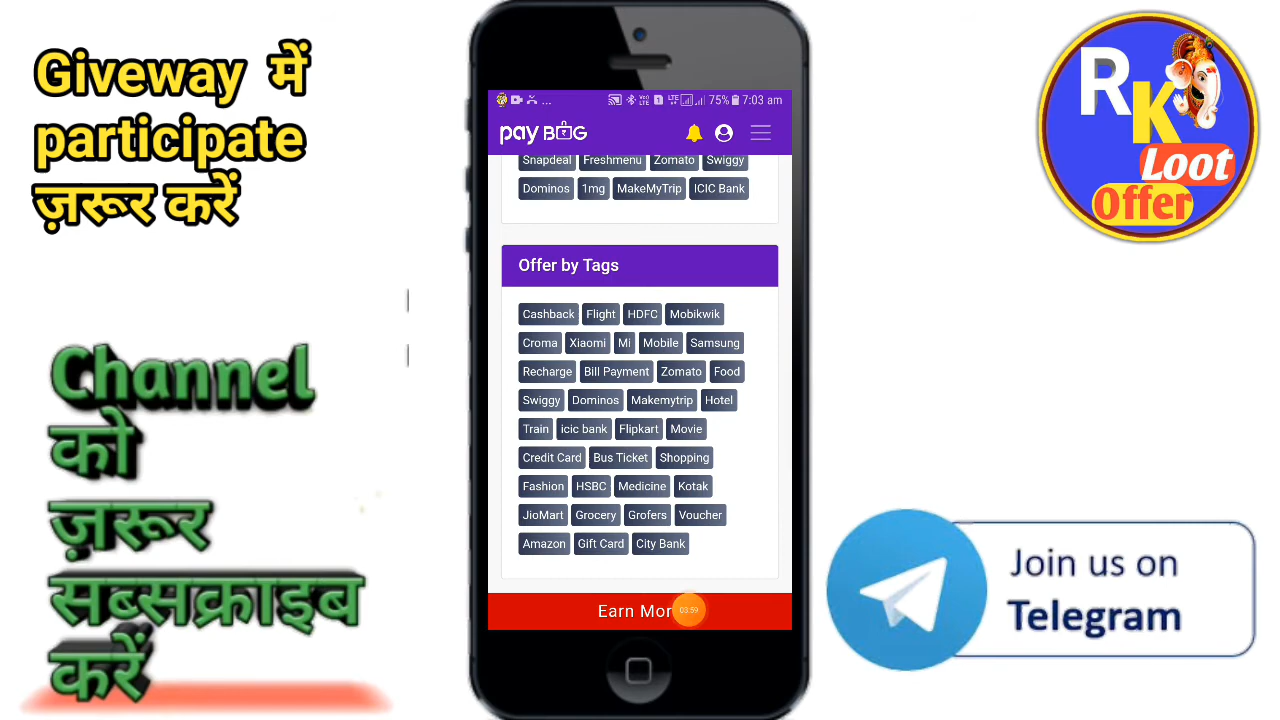 Giveway में
participate
ज़रूर करें
Channel
को
ज़रूर
सब्सक्राइब
करें
... 75% 7:03 am
pay BAG
Snapdeal Freshmenu Zomato Swiggy
Dominos 1mg MakeMyTrip ICIC Bank
Offer by Tags
Cashback Flight HDFC Mobikwik
Croma Xiaomi Mi Mobile Samsung
Recharge Bill Payment Zomato Food
Swiggy Dominos Makemytrip Hotel
Train icic bank Flipkart Movie
Credit Card Bus Ticket Shopping
Fashion HSBC Medicine Kotak
JioMart Grocery Grofers Voucher
Amazon Gift Card City Bank
Earn Mor 03:59
RK
Loot
Offer
Join us on
Telegram